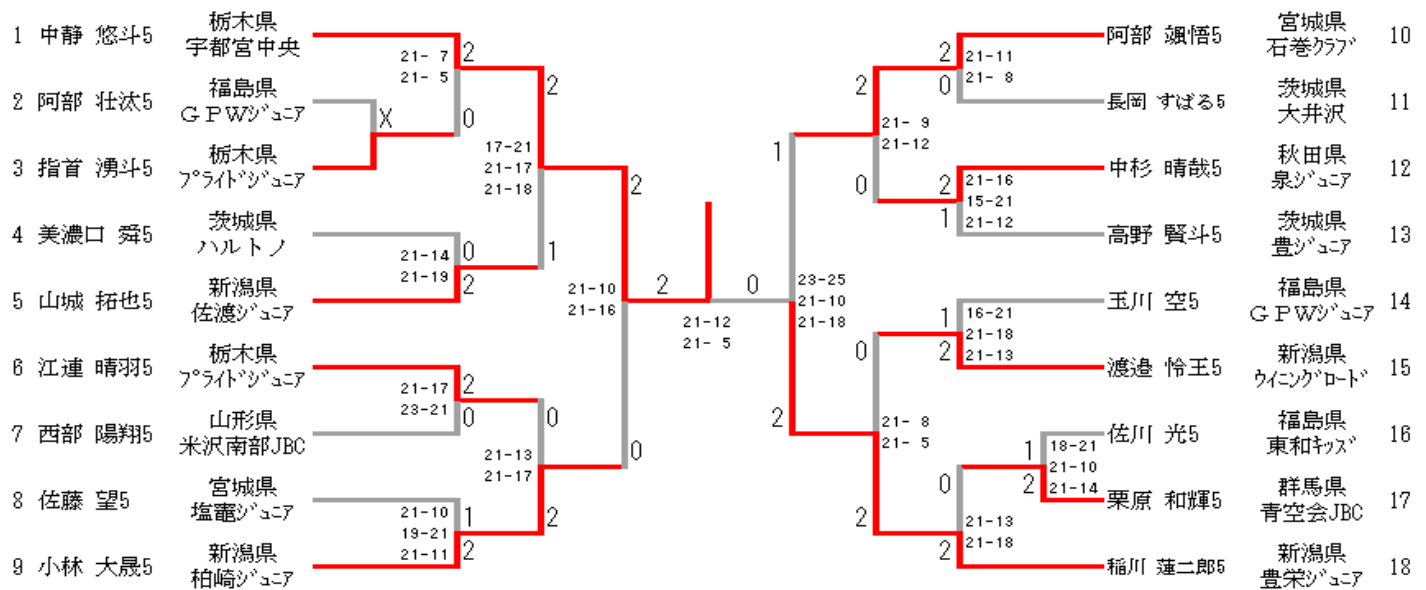 1 中静 悠斗5 栃木県
宇都宮中央
2 阿部 壮汰5 福島県
ＧＰＷｼﾞｭﾆｱ
3 指首 湧斗5 栃木県
ﾌﾟﾗｲﾄﾞｼﾞｭﾆｱ
4 美濃口 舜5 茨城県
ハルトノ
5 山城 拓也5 新潟県
佐渡ｼﾞｭﾆｱ
6 江連 晴羽5 栃木県
ﾌﾟﾗｲﾄﾞｼﾞｭﾆｱ
7 西部 陽翔5 山形県
米沢南部JBC
8 佐藤 望5 宮城県
塩竈ｼﾞｭﾆｱ
9 小林 大晟5 新潟県
柏崎ｼﾞｭﾆｱ
21- 7
21- 5
2
0
X
17-21
21-17
21-18
2
1
21-14
21-19
0
2
21-10
21-16
2
0
21-17
23-21
2
0
21-13
21-17
0
2
21-10
19-21
21-11
1
2
2
0
21-12
21- 5
阿部 颯悟5 宮城県
石巻ｸﾗﾌﾞ 10
長岡 すばる5 茨城県
大井沢 11
中杉 晴哉5 秋田県
泉ｼﾞｭﾆｱ 12
高野 賢斗5 茨城県
豊ｼﾞｭﾆｱ 13
玉川 空5 福島県
ＧＰＷｼﾞｭﾆｱ 14
渡邉 怜王5 新潟県
ｳｲﾆﾝｸﾞﾛｰﾄﾞ 15
佐川 光5 福島県
東和ｷｯｽﾞ 16
栗原 和輝5 群馬県
青空会JBC 17
稲川 蓮二郎5 新潟県
豊栄ｼﾞｭﾆｱ 18
2
0
21-11
21- 8
2
0
21- 9
21-12
2
1
21-16
15-21
21-12
1
2
23-25
21-10
21-18
1
2
16-21
21-18
21-13
0
2
21- 8
21- 5
1
2
18-21
21-10
21-14
0
2
21-13
21-18